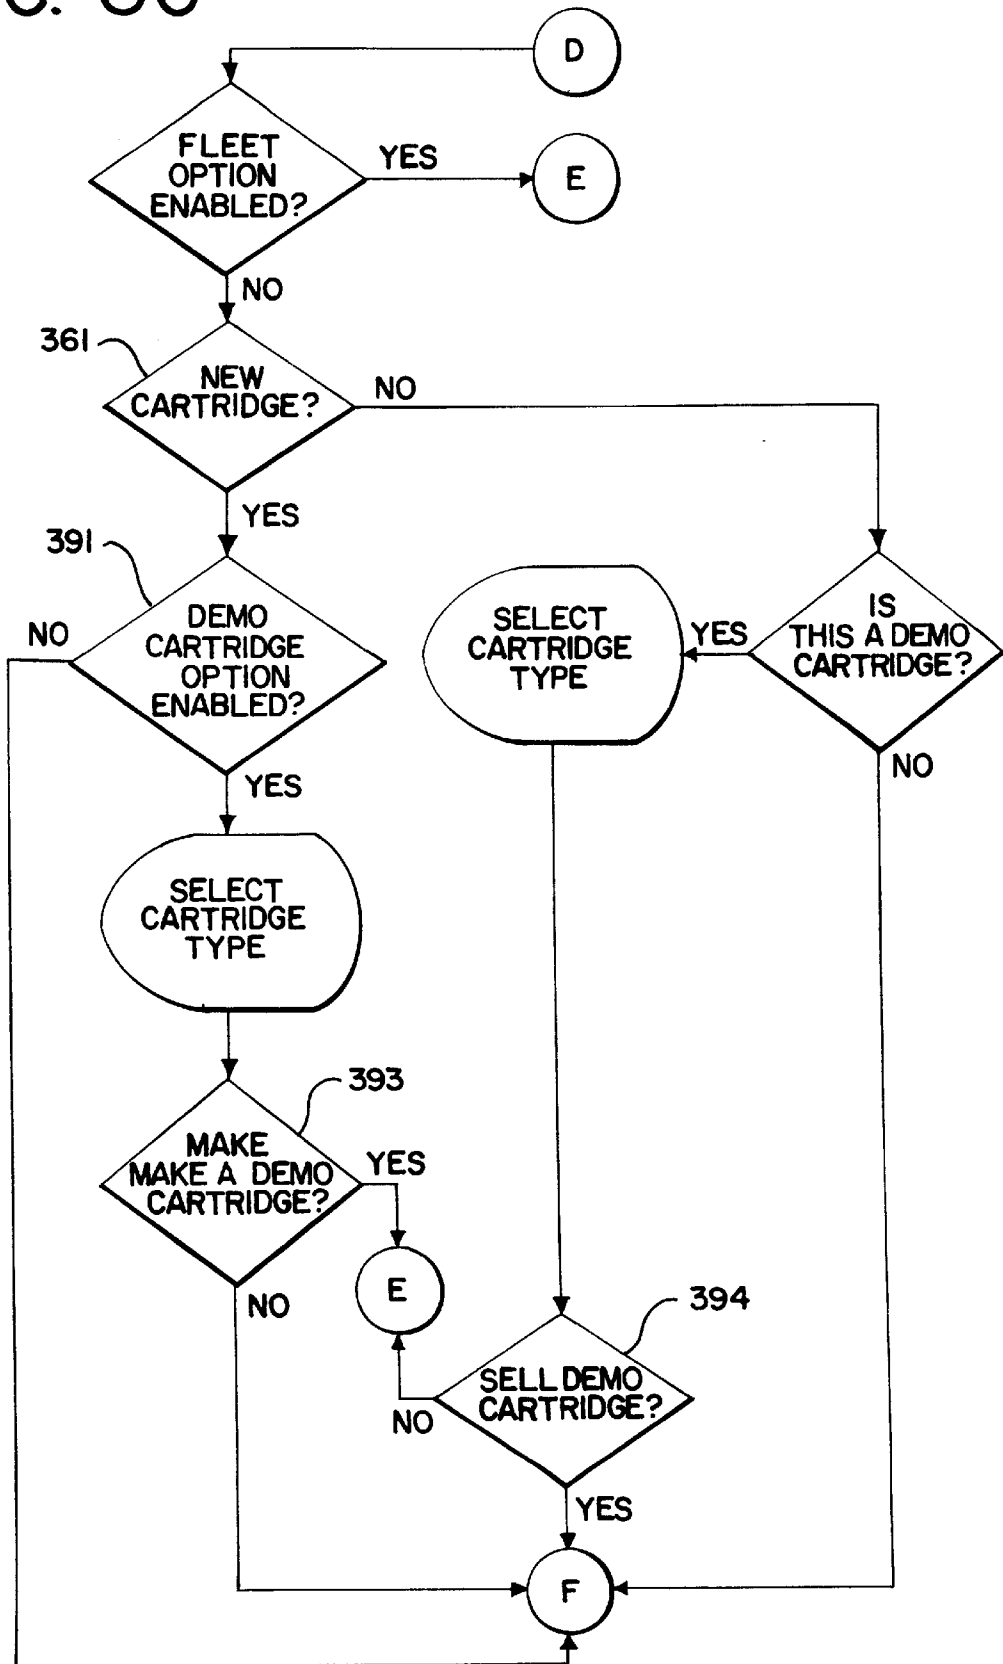 D
FLEET
OPTION
ENABLED?
YES
E
NO
361
NEW
CARTRIDGE?
NO
YES
391
DEMO
CARTRIDGE
OPTION
ENABLED?
NO
YES
SELECT
CARTRIDGE
TYPE
YES
IS
THIS A DEMO
CARTRIDGE?
NO
SELECT
CARTRIDGE
TYPE
393
MAKE
MAKE A DEMO
CARTRIDGE?
YES
E
NO
394
SELL DEMO
CARTRIDGE?
NO
YES
F